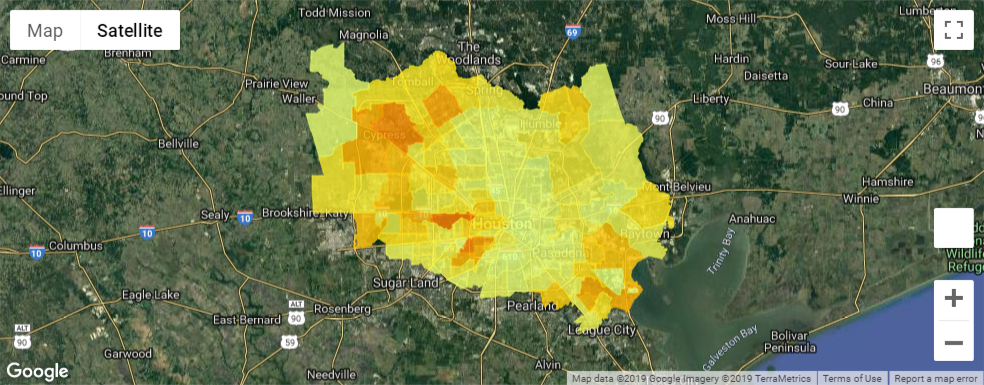 Map
Satellite
Todd Mission
Magnolia
The
Woodlands
69
Moss Hill
Lumberton
Carmine
Brenham
Prairie View
Waller
Tomball
Spring
Hardin
Daisetta
Sour Lake
96
Beaumont
ound Top
Liberty
90
China
90
Cypress
Humble
Bellville
Ellinger
Mont Belvieu
Hamshire
Winnie
Sealy
10
Brookshire
Katy
Houston
Baytown
Anahuac
10
10
Columbus
Pasadena
Trinity Bay
Wildlife
Refuge
Eagle Lake
Sugar Land
Rosenberg
Pearland
ALT
90
East Bernard
59
League City
ALT
90
Galveston Bay
Bolivar
Peninsula
Garwood
Needville
Alvin
Google
Map data ©2019 Google Imagery ©2019 TerraMetrics
Terms of Use
Report a map error